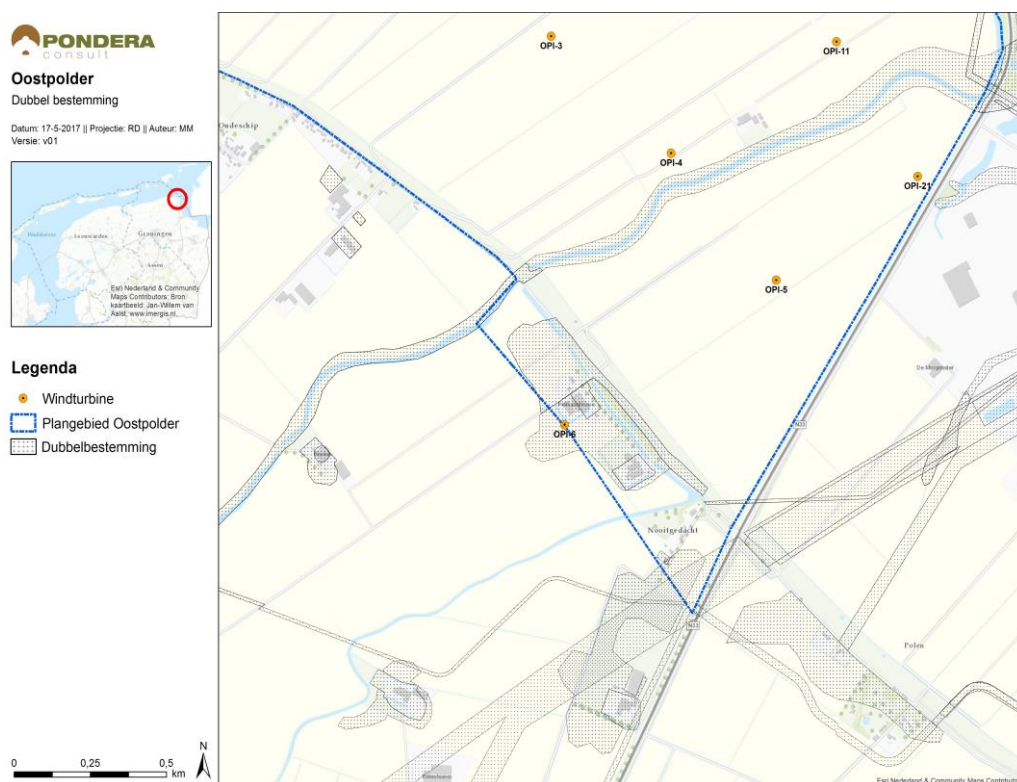 PONDERA
consult
Oostpolder
Dubbel bestemming
Datum: 17-5-2017 || Projectie: RD || Auteur: MM
Versie: v01
Leeuwarden
Groningen
Assen
Esri Nederland & Community
Maps Contributors; Bron:
kaartbeeld: Jan-Willem van
Aalst, www.imergis.nl,
Legenda
Windturbine
Plangebied Oostpolder
Dubbelbestemming
N
0 0,25 0,5
km
OPI-3
OPI-11
Oudeschip
OPI-4
OPI-21
OPI-5
OPI-6
N33
Nooitgedacht
N33
Polen
Esri Nederland & Community Maps Contributors